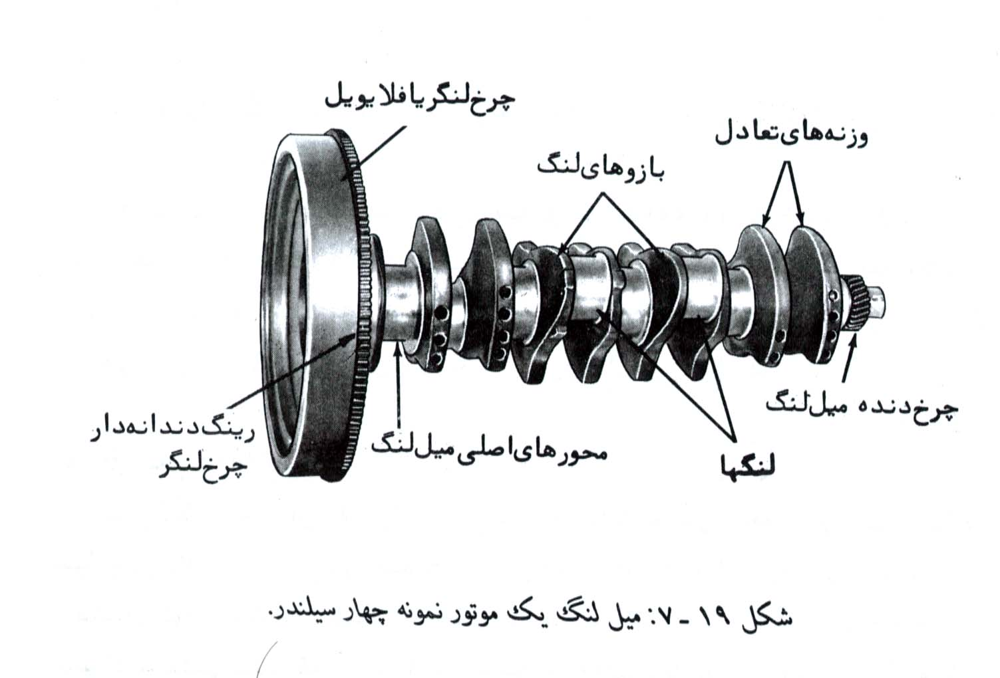 چرخ‌لنگر یا فلایویل
وزنه‌های تعادل
بازوهای لنگ
چرخ‌دنده میل‌لنگ
رینگ دندانه‌دار
چرخ‌لنگر
محورهای اصلی میل‌لنگ
لنگها
شکل ۱۹ ـ ۷: میل لنگ یک موتور نمونه چهار سیلندر.